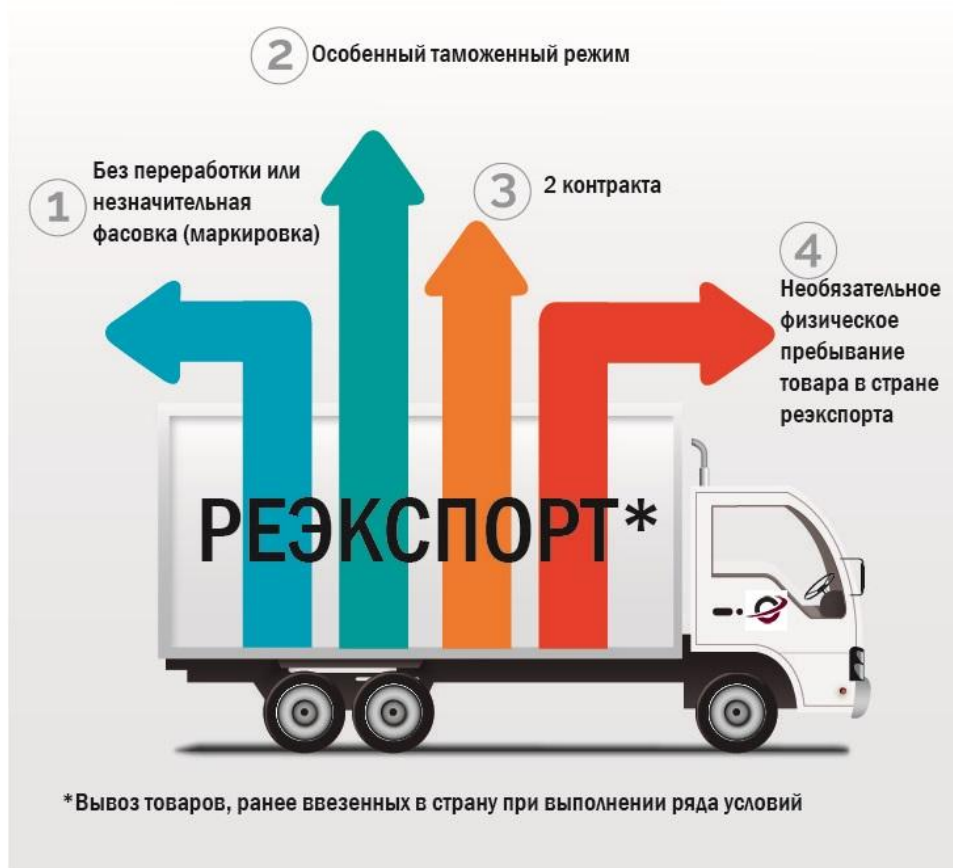 2
Особенный таможенный режим
1
Без переработки или
незначительная
фасовка (маркировка)
3
2 контракта
4
Необязательное
физическое
пребывание
товара в стране
реэкспорта
РЕЭКСПОРТ*
*Вывоз товаров, ранее ввезенных в страну при выполнении ряда условий